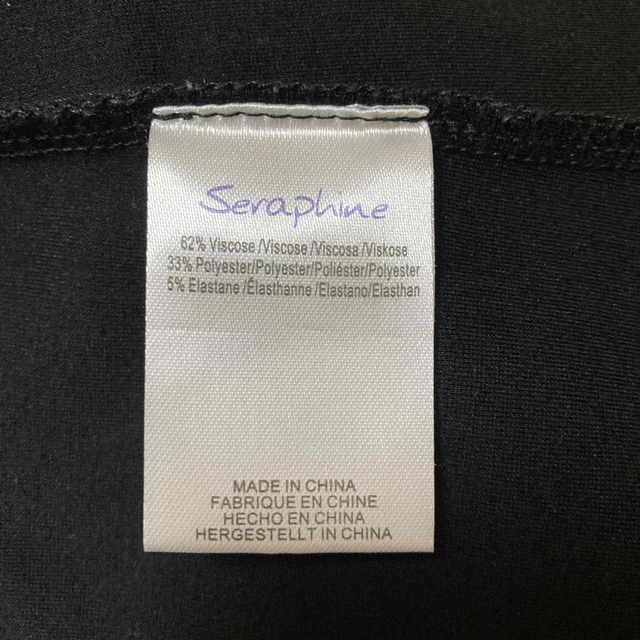 Seraphine
62% Viscose /Viscose /Viscosa /Viskose
33% Polyester/Polyester/Poliéster/Polyester
5% Elastane /Élasthanne /Elastano/Elasthan
MADE IN CHINA
FABRIQUE EN CHINE
HECHO EN CHINA
HERGESTELLT IN CHINA